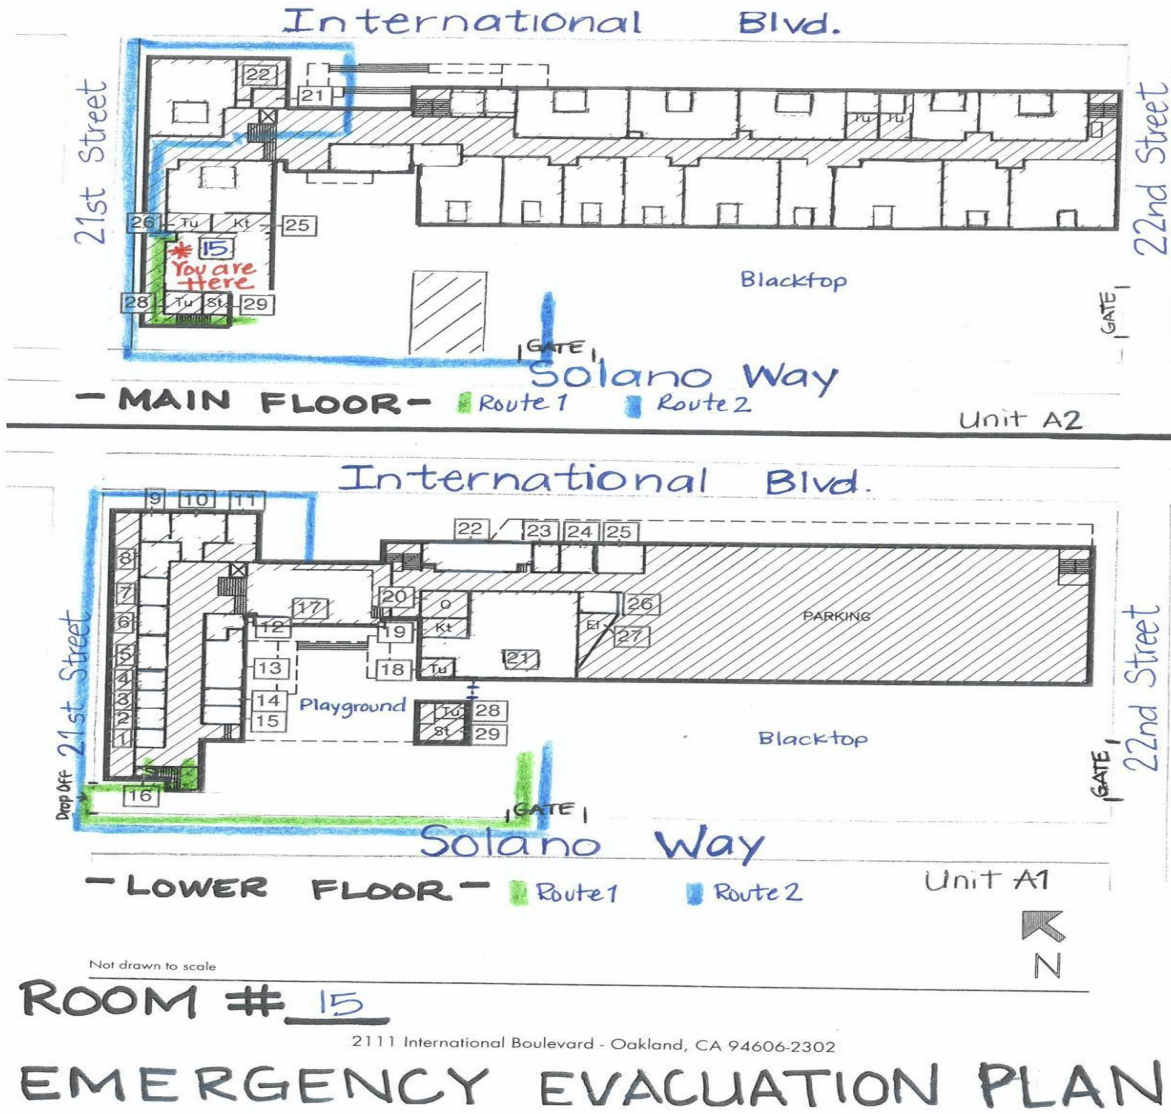 International Blvd.
21st Street
22nd Street
22
21
Tu
Tu
26
Tu
Kt
25
* 15
You are
Here
28
Tu
St
29
Blacktop
GATE
GATE
Solano Way
- MAIN FLOOR -
Route 1
Route 2
Unit A2
International Blvd.
21st Street
22nd Street
9
10
11
8
7
6
5
4
3
2
1
22
23
24
25
17
20
O
26
12
19
Kt
El
27
PARKING
13
18
Tu
21
14
15
Playground
Tu
28
St
29
Blacktop
Drop Off
16
GATE
GATE
Solano Way
- LOWER FLOOR -
Route 1
Route 2
Unit A1
N
Not drawn to scale
ROOM # 15
2111 International Boulevard - Oakland, CA 94606-2302
EMERGENCY EVACUATION PLAN